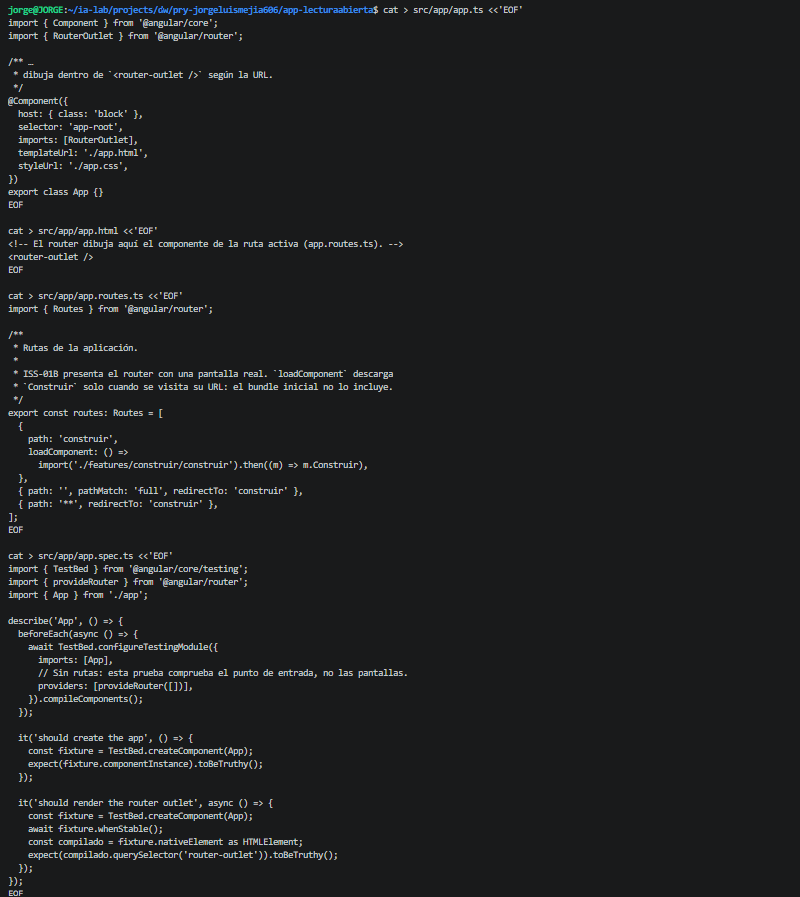 jorge@JORGE:~/ia-lab/projects/dw/pry-jorgeluismejia606/app-lecturaabierta$ cat > src/app/app.ts <<'EOF'
import { Component } from '@angular/core';
import { RouterOutlet } from '@angular/router';

/** …
 * dibuja dentro de `<router-outlet />` según la URL.
 */
@Component({
  host: { class: 'block' },
  selector: 'app-root',
  imports: [RouterOutlet],
  templateUrl: './app.html',
  styleUrl: './app.css',
})
export class App {}
EOF

cat > src/app/app.html <<'EOF'
<!-- El router dibuja aquí el componente de la ruta activa (app.routes.ts). -->
<router-outlet />
EOF

cat > src/app/app.routes.ts <<'EOF'
import { Routes } from '@angular/router';

/**
 * Rutas de la aplicación.
 *
 * ISS-01B presenta el router con una pantalla real. `loadComponent` descarga
 * `Construir` solo cuando se visita su URL: el bundle inicial no lo incluye.
 */
export const routes: Routes = [
  {
    path: 'construir',
    loadComponent: () =>
      import('./features/construir/construir').then((m) => m.Construir),
  },
  { path: '', pathMatch: 'full', redirectTo: 'construir' },
  { path: '**', redirectTo: 'construir' },
];
EOF

cat > src/app/app.spec.ts <<'EOF'
import { TestBed } from '@angular/core/testing';
import { provideRouter } from '@angular/router';
import { App } from './app';

describe('App', () => {
  beforeEach(async () => {
    await TestBed.configureTestingModule({
      imports: [App],
      // Sin rutas: esta prueba comprueba el punto de entrada, no las pantallas.
      providers: [provideRouter([])],
    }).compileComponents();
  });

  it('should create the app', () => {
    const fixture = TestBed.createComponent(App);
    expect(fixture.componentInstance).toBeTruthy();
  });

  it('should render the router outlet', async () => {
    const fixture = TestBed.createComponent(App);
    await fixture.whenStable();
    const compilado = fixture.nativeElement as HTMLElement;
    expect(compilado.querySelector('router-outlet')).toBeTruthy();
  });
});
EOF